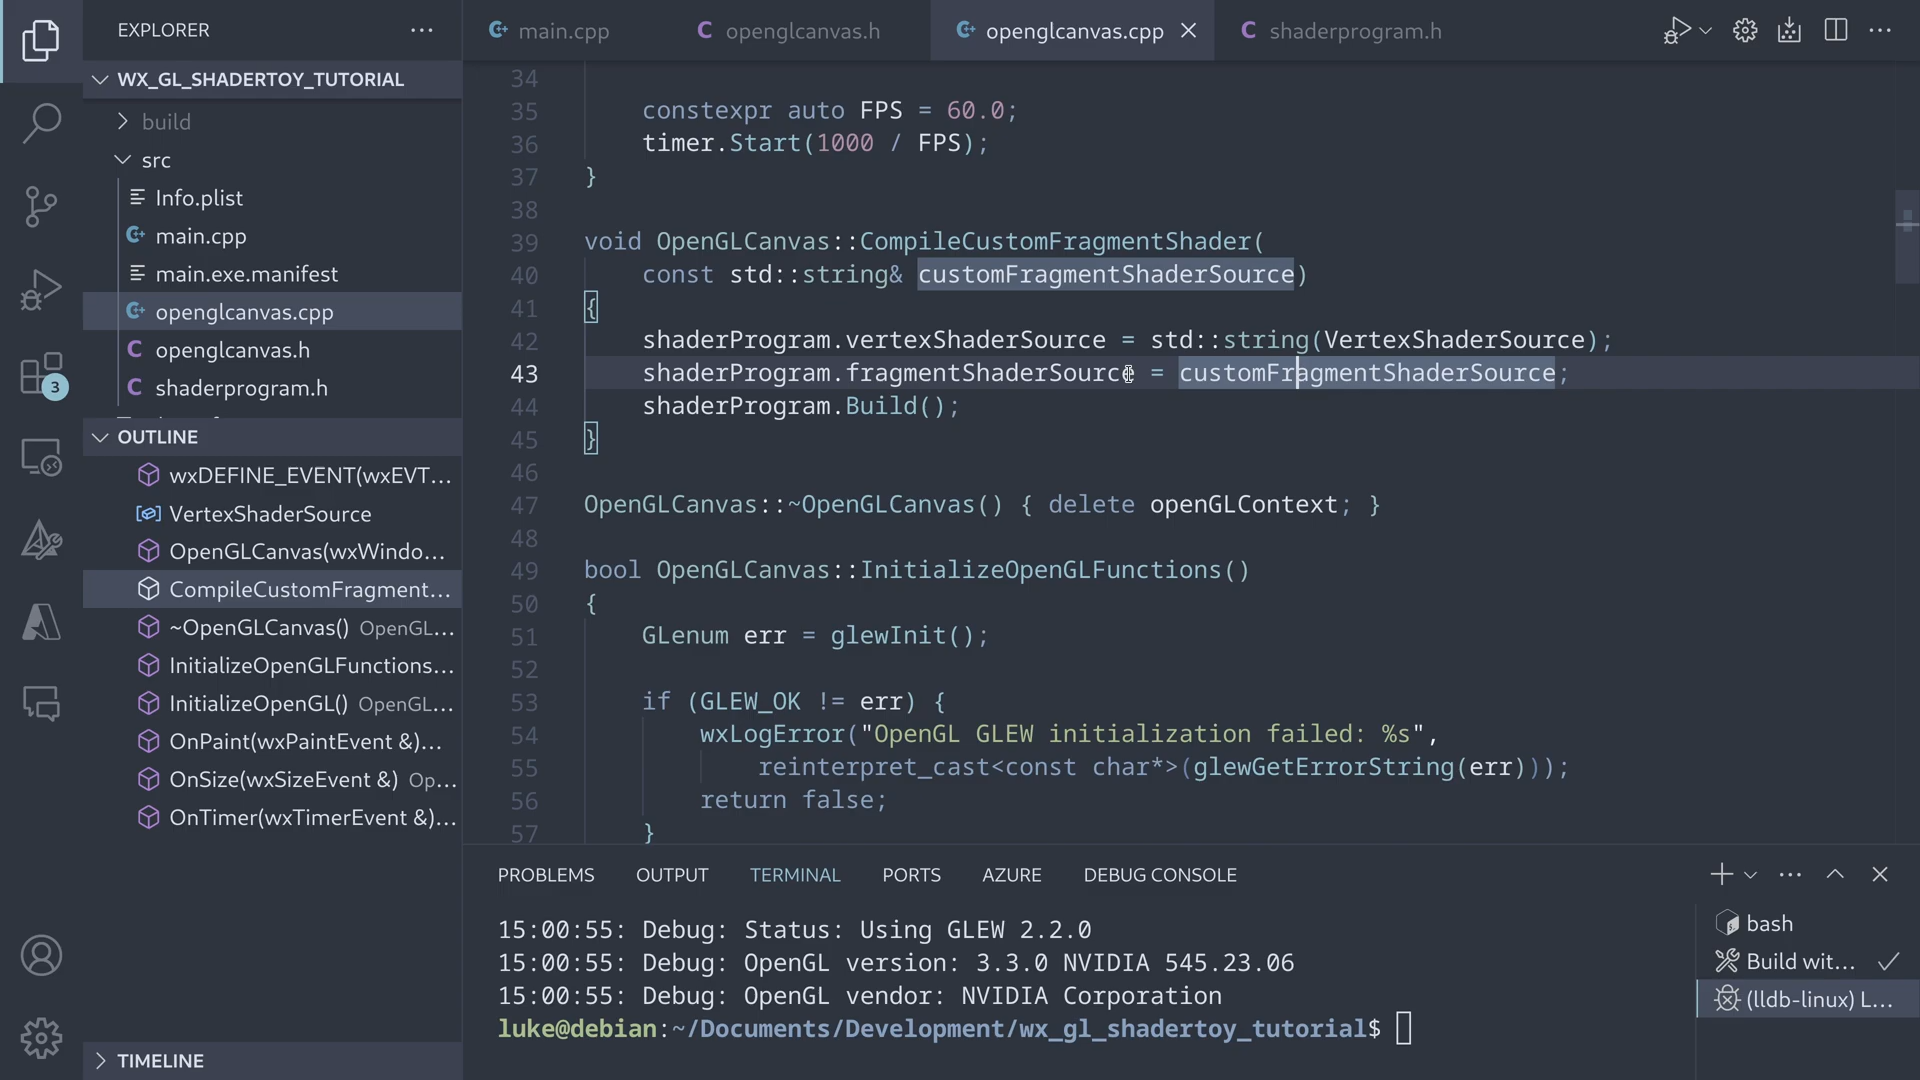 EXPLORER
WX_GL_SHADERTOY_TUTORIAL
build
src
Info.plist
main.cpp
main.exe.manifest
openglcanvas.cpp
openglcanvas.h
shaderprogram.h
OUTLINE
wxDEFINE_EVENT(wxEVT...
VertexShaderSource
OpenGLCanvas(wxWindo...
CompileCustomFragment...
~OpenGLCanvas() OpenGL...
InitializeOpenGLFunctions...
InitializeOpenGL() OpenGL...
OnPaint(wxPaintEvent &)...
OnSize(wxSizeEvent &) Op...
OnTimer(wxTimerEvent &)...
TIMELINE
3
main.cpp openglcanvas.h openglcanvas.cpp shaderprogram.h
34
35 constexpr auto FPS = 60.0;
36 timer.Start(1000 / FPS);
37 }
38
39 void OpenGLCanvas::CompileCustomFragmentShader(
40 const std::string& customFragmentShaderSource)
41 {
42 shaderProgram.vertexShaderSource = std::string(VertexShaderSource);
43 shaderProgram.fragmentShaderSource = customFragmentShaderSource;
44 shaderProgram.Build();
45 }
46
47 OpenGLCanvas::~OpenGLCanvas() { delete openGLContext; }
48
49 bool OpenGLCanvas::InitializeOpenGLFunctions()
50 {
51 GLenum err = glewInit();
52
53 if (GLEW_OK != err) {
54 wxLogError("OpenGL GLEW initialization failed: %s",
55 reinterpret_cast<const char*>(glewGetErrorString(err)));
56 return false;
57 }
PROBLEMS OUTPUT TERMINAL PORTS AZURE DEBUG CONSOLE
15:00:55: Debug: Status: Using GLEW 2.2.0
15:00:55: Debug: OpenGL version: 3.3.0 NVIDIA 545.23.06
15:00:55: Debug: OpenGL vendor: NVIDIA Corporation
luke@debian:~/Documents/Development/wx_gl_shadertoy_tutorial$
bash
Build wit...
(lldb-linux) L...